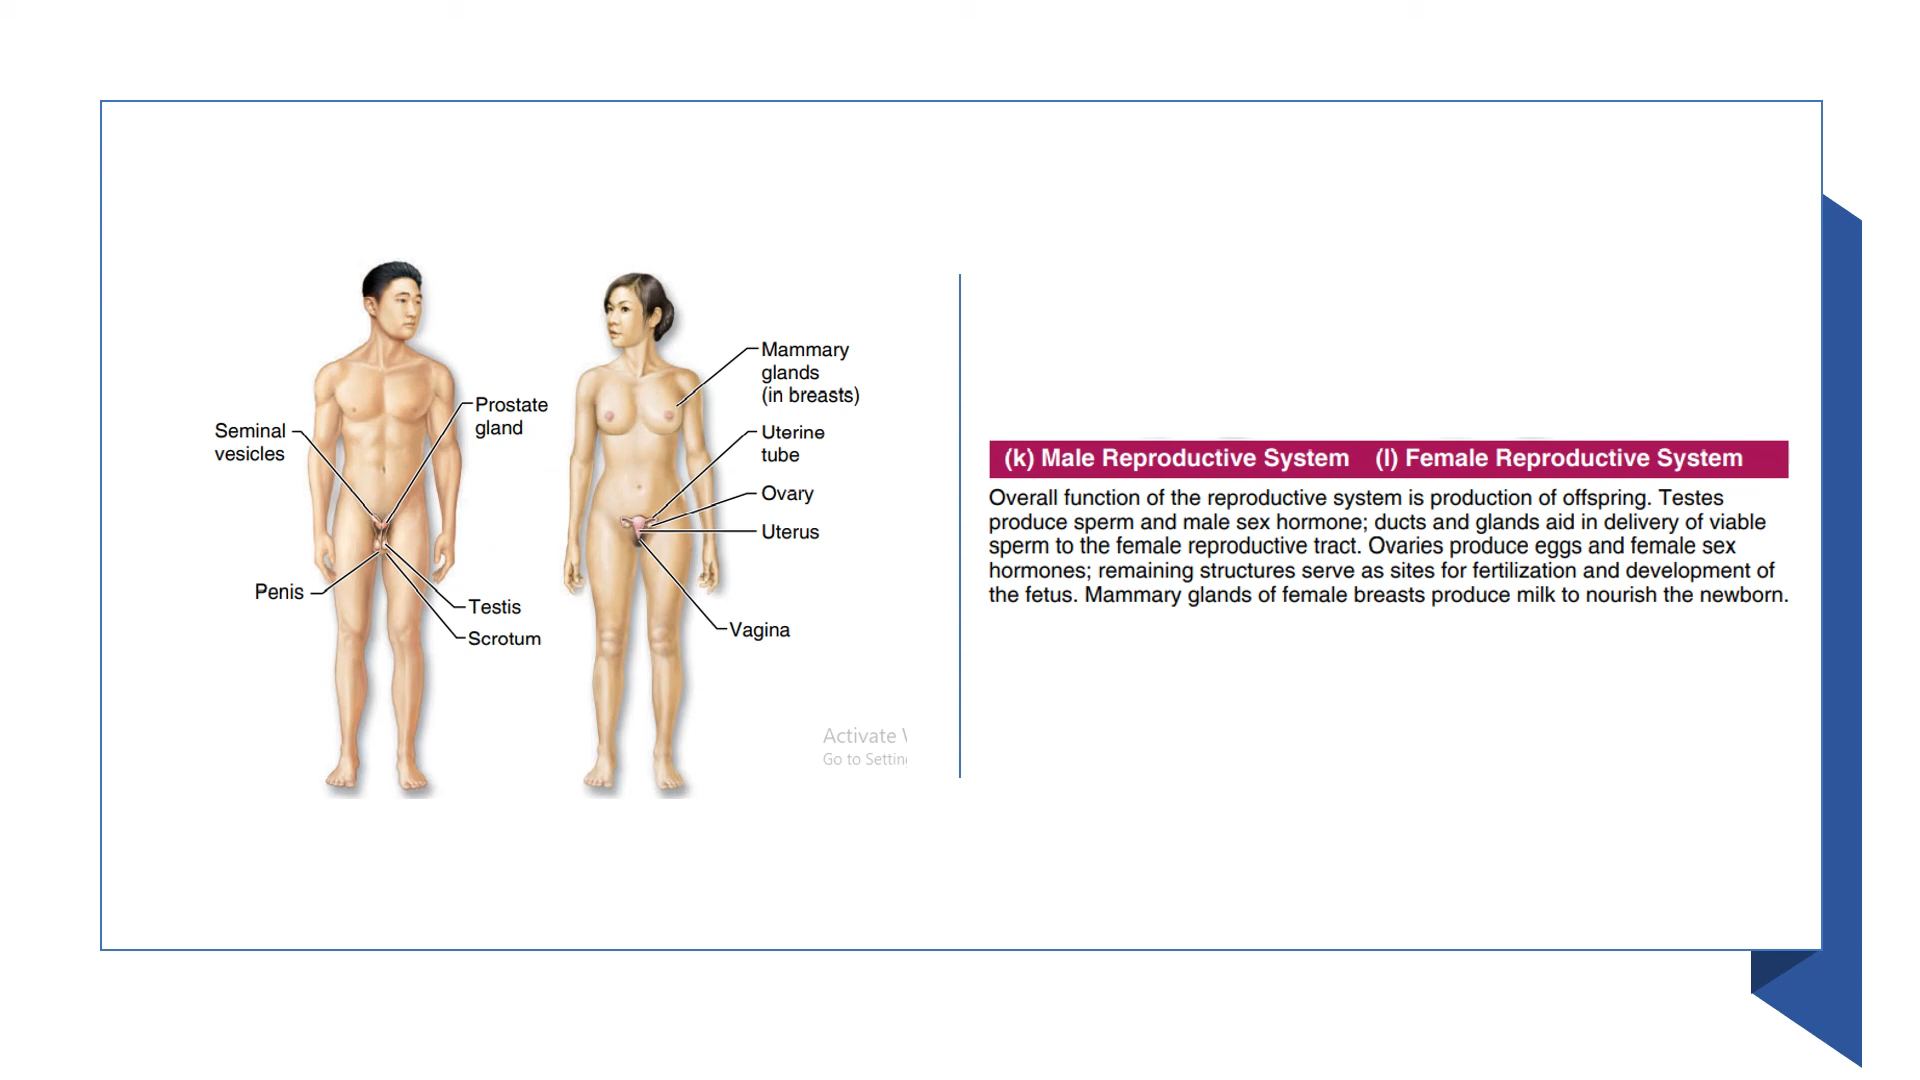 Seminal
vesicles
Prostate
gland
Penis
Testis
Scrotum
Mammary
glands
(in breasts)
Uterine
tube
Ovary
Uterus
Vagina
Activate
Go to
(k) Male Reproductive System (l) Female Reproductive System
Overall function of the reproductive system is production of offspring. Testes
produce sperm and male sex hormone; ducts and glands aid in delivery of viable
sperm to the female reproductive tract. Ovaries produce eggs and female sex
hormones; remaining structures serve as sites for fertilization and development of
the fetus. Mammary glands of female breasts produce milk to nourish the newborn.